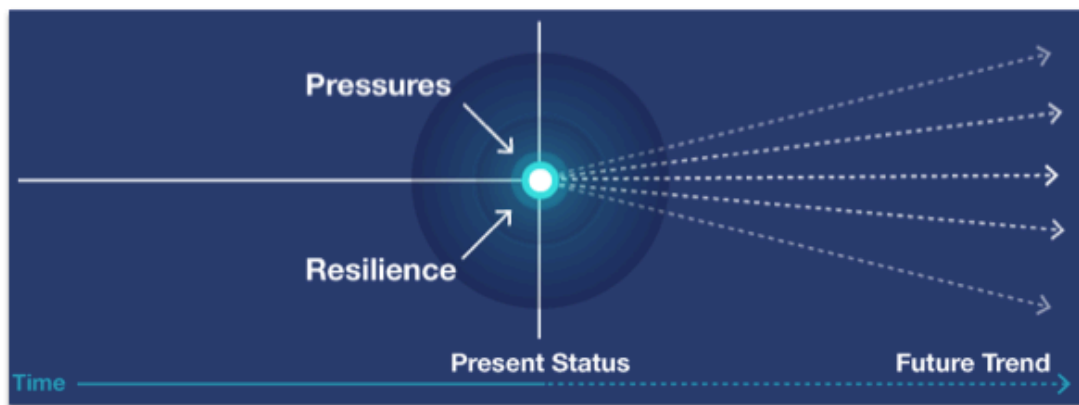 Pressures
Resilience
Present Status
Future Trend
Time